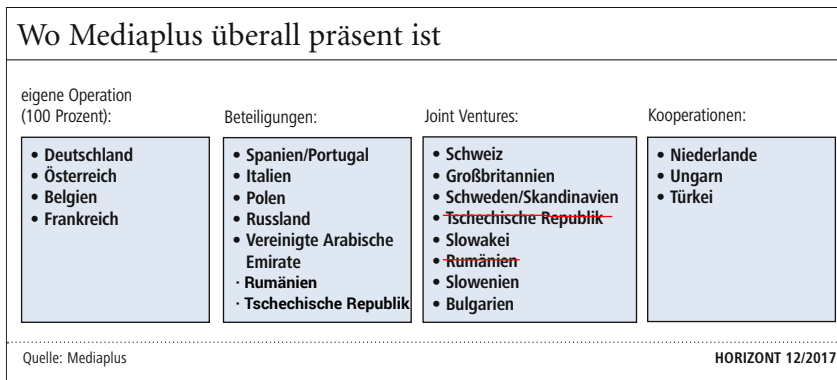 Wo Mediaplus überall präsent ist
eigene Operation
(100 Prozent):
• Deutschland
• Österreich
• Belgien
• Frankreich
Beteiligungen:
• Spanien/Portugal
• Italien
• Polen
• Russland
• Vereinigte Arabische
Emirate
· Rumänien
· Tschechische Republik
Joint Ventures:
• Schweiz
• Großbritannien
• Schweden/Skandinavien
• Tschechische Republik
• Slowakei
• Rumänien
• Slowenien
• Bulgarien
Kooperationen:
• Niederlande
• Ungarn
• Türkei
Quelle: Mediaplus
HORIZONT 12/2017